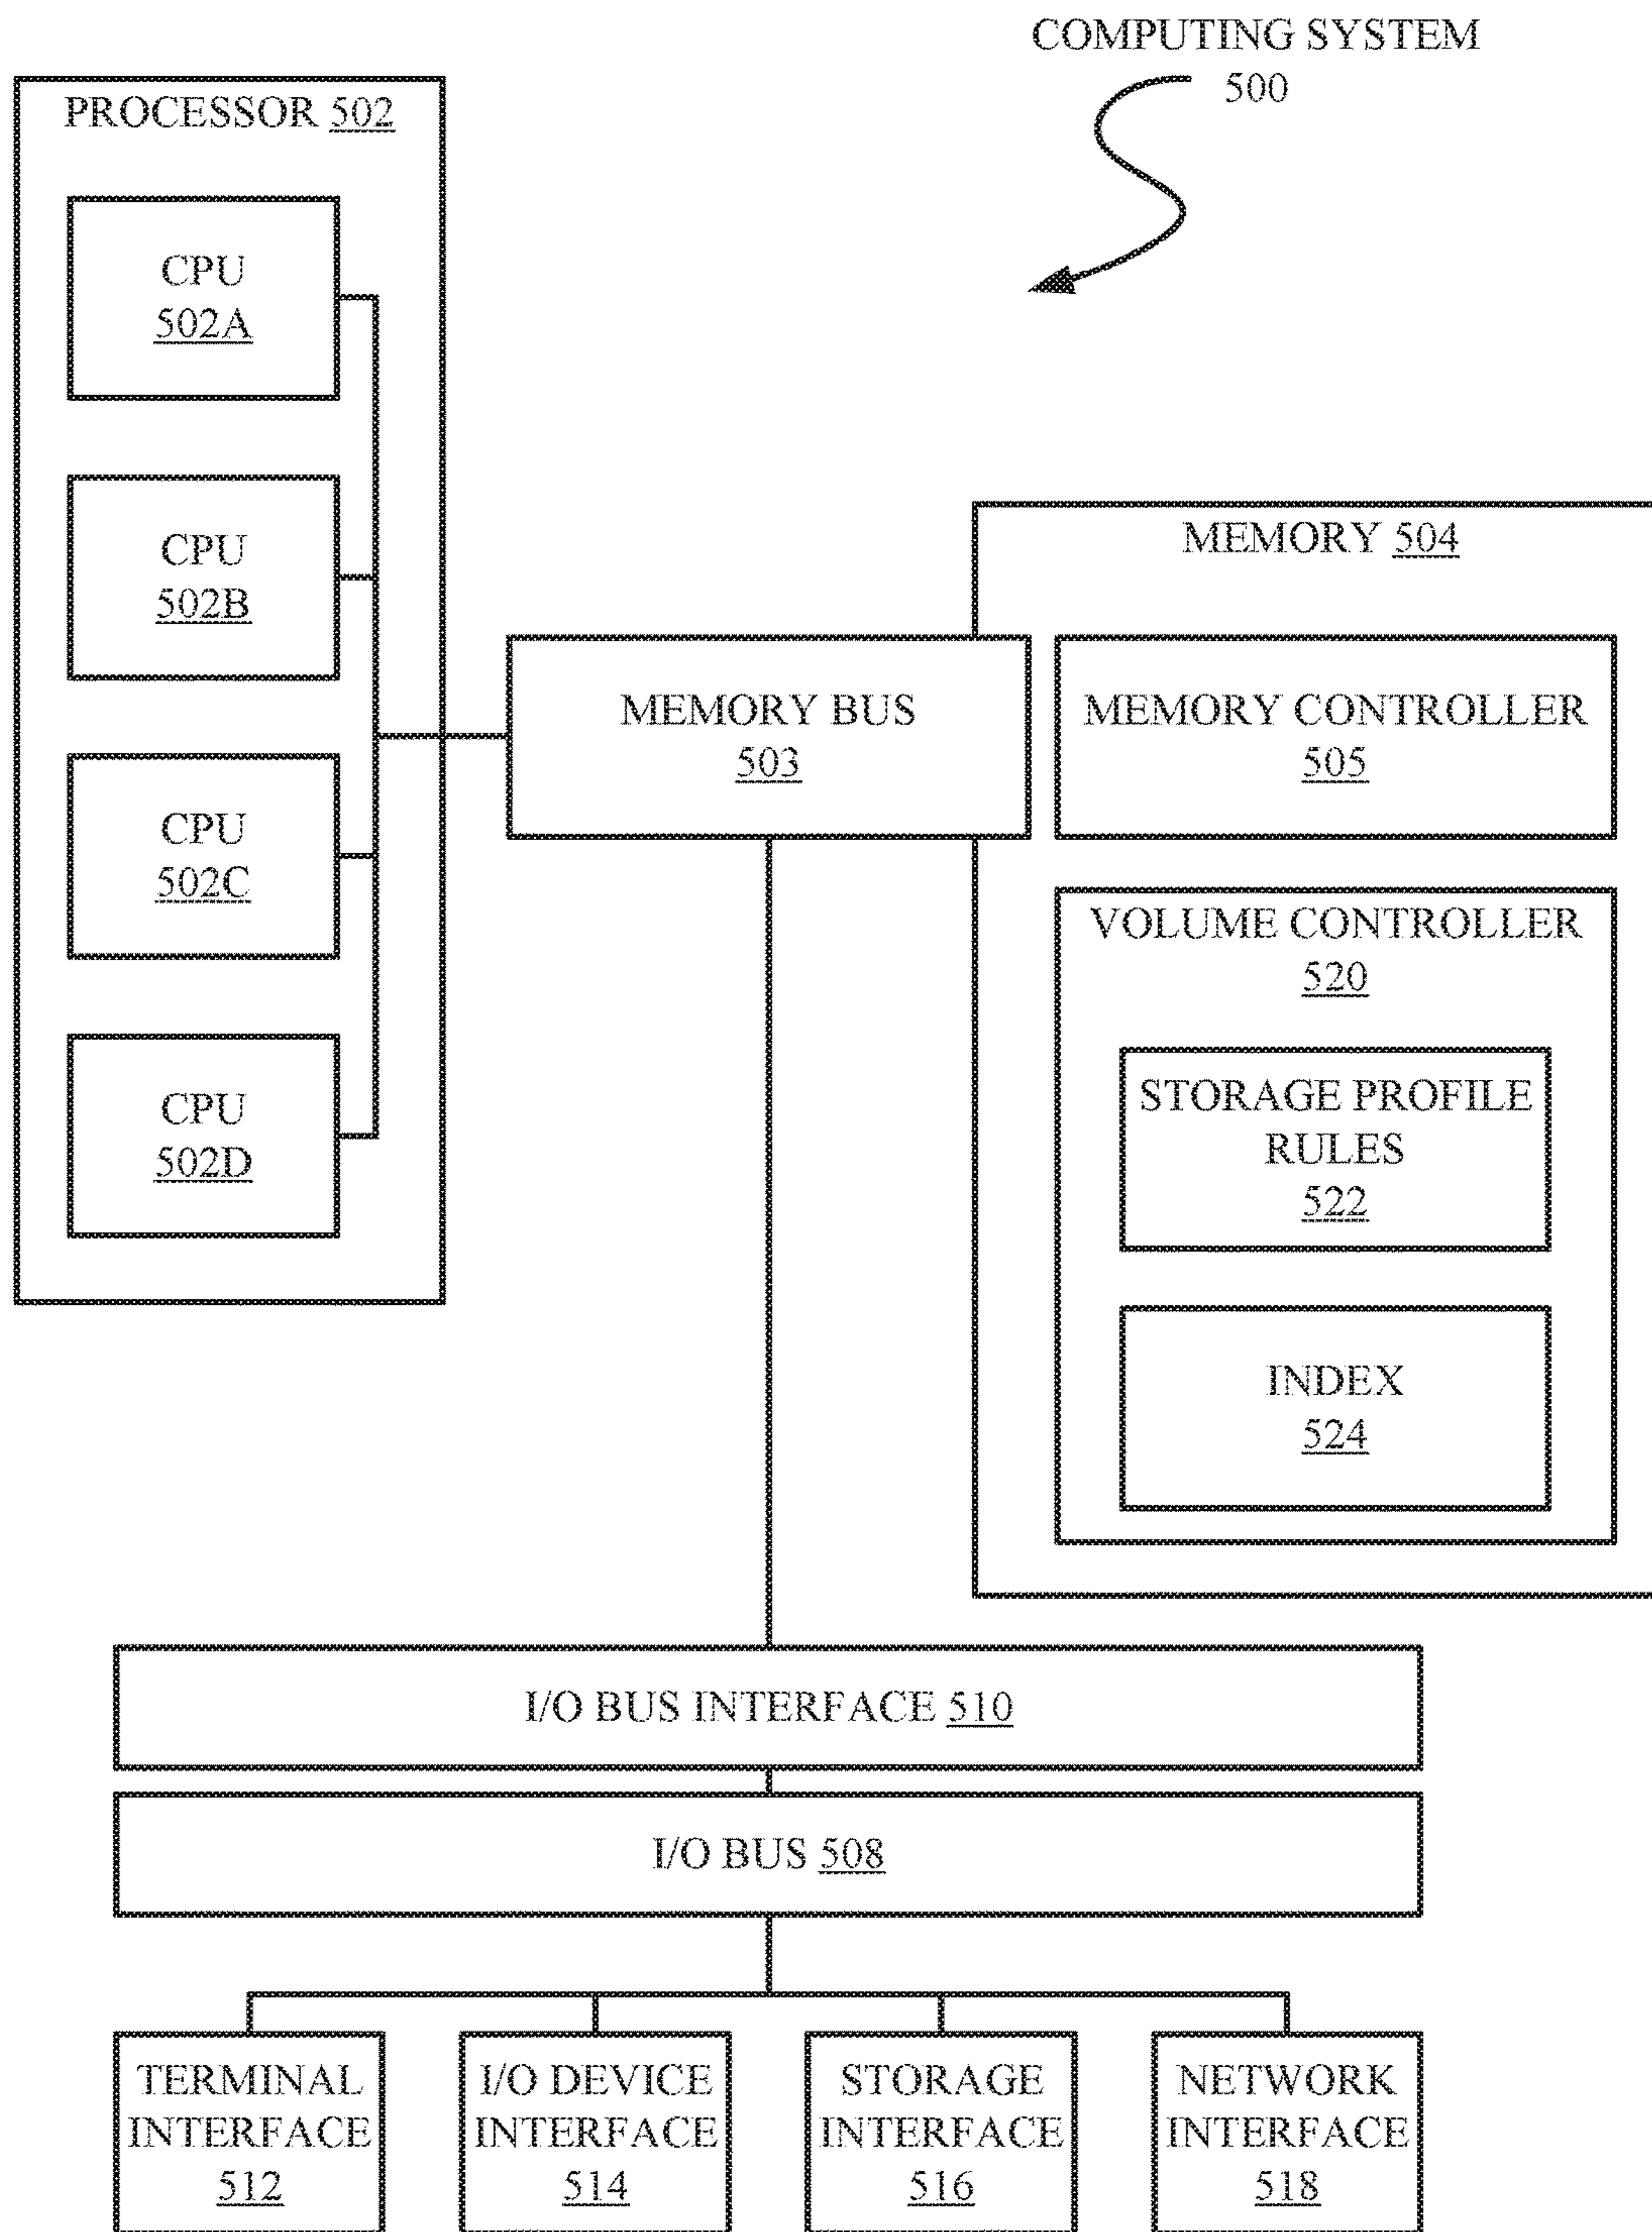 COMPUTING SYSTEM
500
PROCESSOR 502
CPU
502A
CPU
502B
CPU
502C
CPU
502D
MEMORY BUS
503
MEMORY 504
MEMORY CONTROLLER
505
VOLUME CONTROLLER
520
STORAGE PROFILE
RULES
522
INDEX
524
I/O BUS INTERFACE 510
I/O BUS 508
TERMINAL
INTERFACE
512
I/O DEVICE
INTERFACE
514
STORAGE
INTERFACE
516
NETWORK
INTERFACE
518